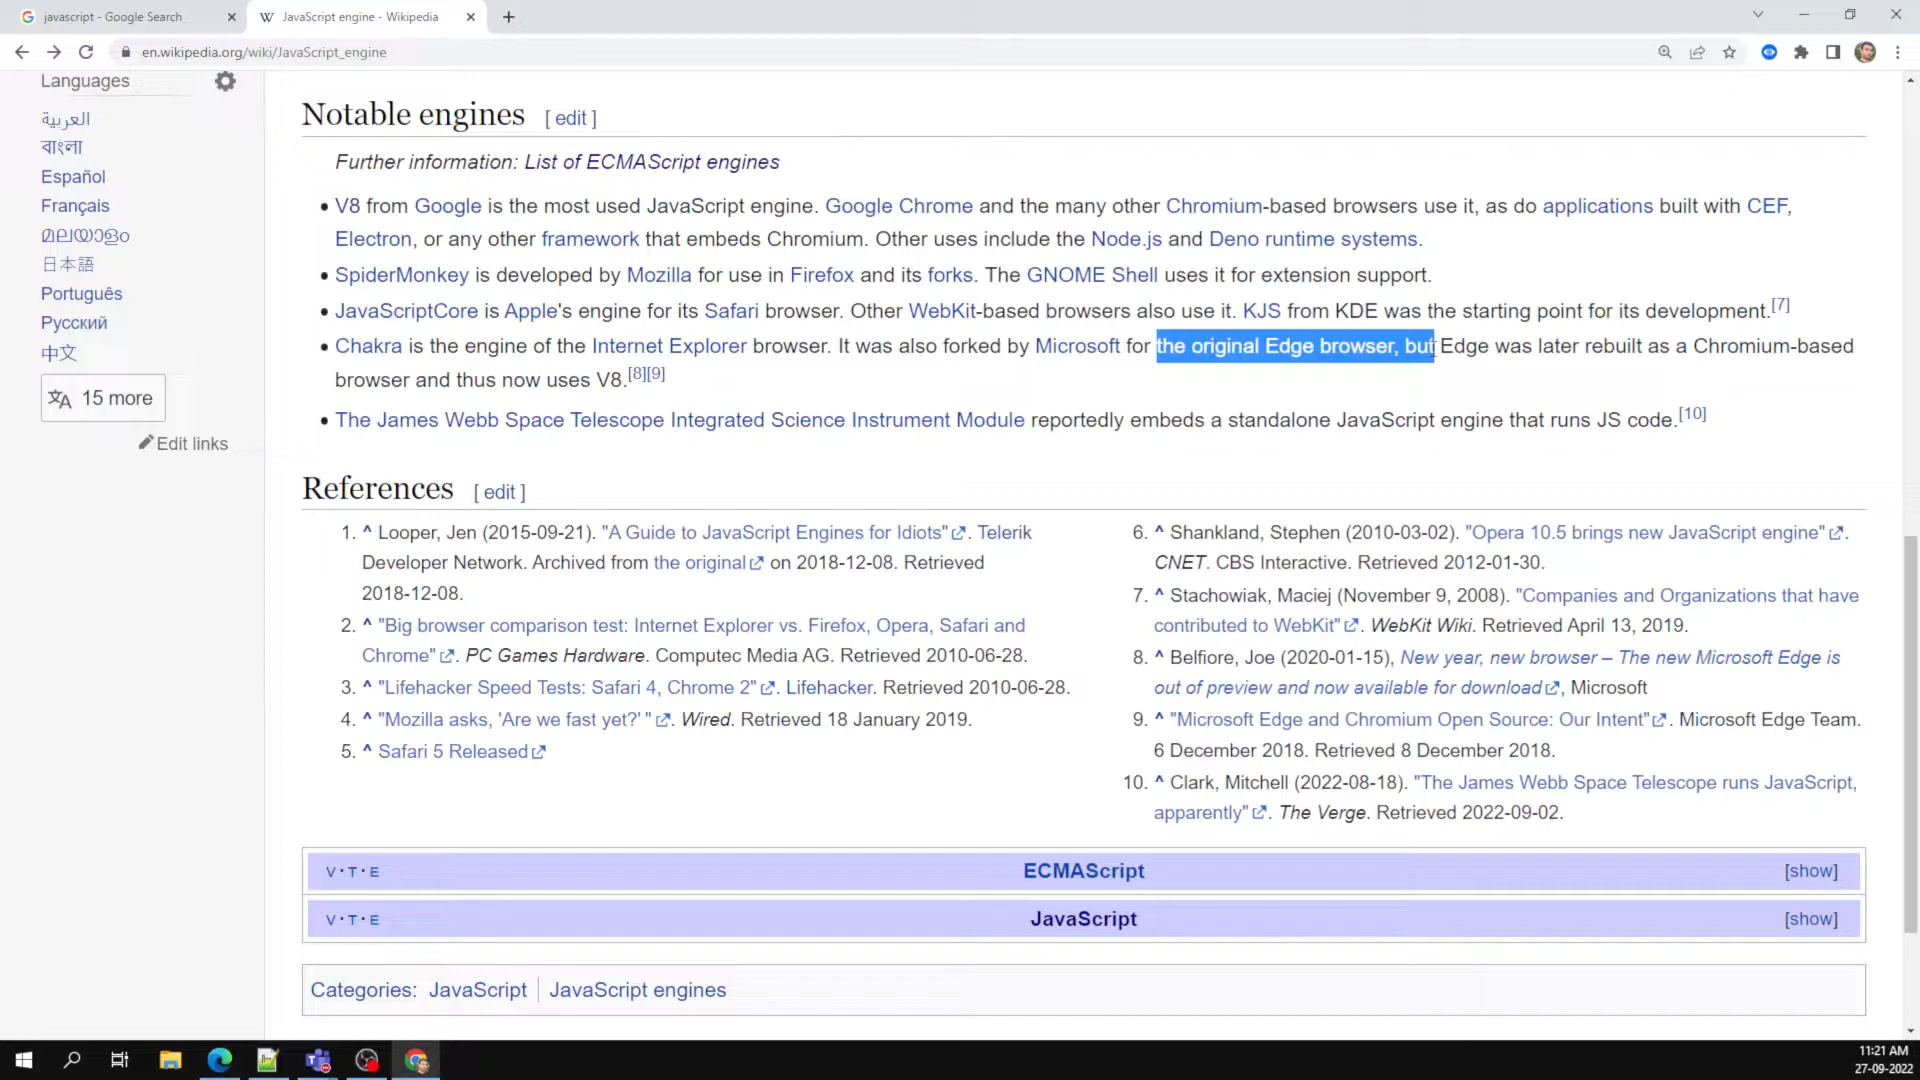 javascript - Google Search
JavaScript engine - Wikipedia
en.wikipedia.org/wiki/JavaScript_engine
Languages
العربية
বাংলা
Español
Français
മലയാളം
日本語
Português
Русский
中文
15 more
Edit links
Notable engines [ edit ]
Further information: List of ECMAScript engines
• V8 from Google is the most used JavaScript engine. Google Chrome and the many other Chromium-based browsers use it, as do applications built with CEF,
Electron, or any other framework that embeds Chromium. Other uses include the Node.js and Deno runtime systems.
• SpiderMonkey is developed by Mozilla for use in Firefox and its forks. The GNOME Shell uses it for extension support.
• JavaScriptCore is Apple's engine for its Safari browser. Other WebKit-based browsers also use it. KJS from KDE was the starting point for its development.[7]
• Chakra is the engine of the Internet Explorer browser. It was also forked by Microsoft for the original Edge browser, but Edge was later rebuilt as a Chromium-based
browser and thus now uses V8.[8][9]
• The James Webb Space Telescope Integrated Science Instrument Module reportedly embeds a standalone JavaScript engine that runs JS code.[10]
References [ edit ]
1. ^ Looper, Jen (2015-09-21). "A Guide to JavaScript Engines for Idiots". Telerik
Developer Network. Archived from the original on 2018-12-08. Retrieved
2018-12-08.
2. ^ "Big browser comparison test: Internet Explorer vs. Firefox, Opera, Safari and
Chrome". PC Games Hardware. Computec Media AG. Retrieved 2010-06-28.
3. ^ "Lifehacker Speed Tests: Safari 4, Chrome 2". Lifehacker. Retrieved 2010-06-28.
4. ^ "Mozilla asks, 'Are we fast yet?' ". Wired. Retrieved 18 January 2019.
5. ^ Safari 5 Released
6. ^ Shankland, Stephen (2010-03-02). "Opera 10.5 brings new JavaScript engine".
CNET. CBS Interactive. Retrieved 2012-01-30.
7. ^ Stachowiak, Maciej (November 9, 2008). "Companies and Organizations that have
contributed to WebKit". WebKit Wiki. Retrieved April 13, 2019.
8. ^ Belfiore, Joe (2020-01-15), New year, new browser – The new Microsoft Edge is
out of preview and now available for download, Microsoft
9. ^ "Microsoft Edge and Chromium Open Source: Our Intent". Microsoft Edge Team.
6 December 2018. Retrieved 8 December 2018.
10. ^ Clark, Mitchell (2022-08-18). "The James Webb Space Telescope runs JavaScript,
apparently". The Verge. Retrieved 2022-09-02.
V·T·E ECMAScript [show]
V·T·E JavaScript [show]
Categories: JavaScript | JavaScript engines
11:21 AM
27-09-2022